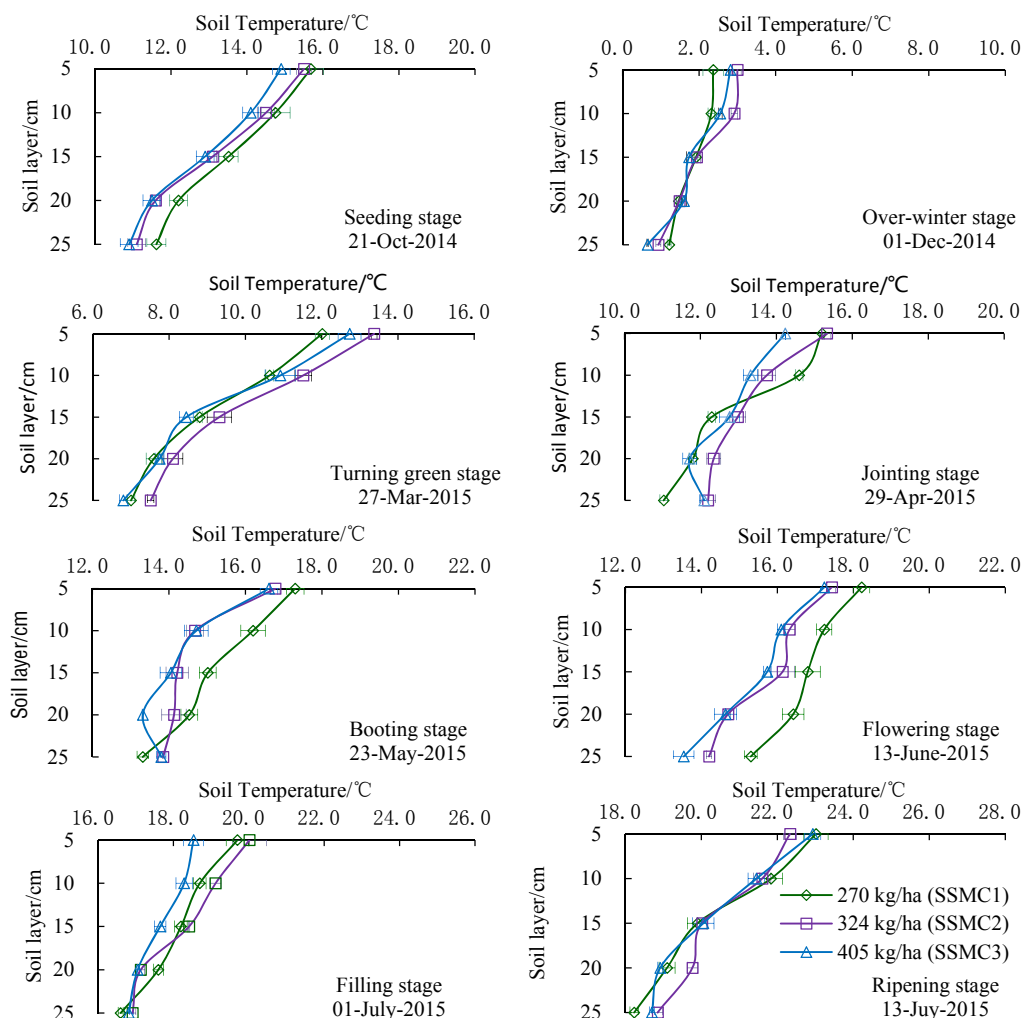 Soil Temperature/℃
10.0 12.0 14.0 16.0 18.0 20.0
5
10
15
20
25
Soil layer/cm
Seeding stage
21-Oct-2014
Soil Temperature/℃
0.0 2.0 4.0 6.0 8.0 10.0
5
10
15
20
25
Soil layer/cm
Over-winter stage
01-Dec-2014
Soil Temperature/℃
6.0 8.0 10.0 12.0 14.0 16.0
5
10
15
20
25
Soil layer/cm
Turning green stage
27-Mar-2015
Soil Temperature/℃
10.0 12.0 14.0 16.0 18.0 20.0
5
10
15
20
25
Soil layer/cm
Jointing stage
29-Apr-2015
Soil Temperature/℃
12.0 14.0 16.0 18.0 20.0 22.0
5
10
15
20
25
Soil layer/cm
Booting stage
23-May-2015
Soil Temperature/℃
12.0 14.0 16.0 18.0 20.0 22.0
5
10
15
20
25
Soil layer/cm
Flowering stage
13-June-2015
Soil Temperature/℃
16.0 18.0 20.0 22.0 24.0 26.0
5
10
15
20
25
Soil layer/cm
Filling stage
01-July-2015
Soil Temperature/℃
18.0 20.0 22.0 24.0 26.0 28.0
5
10
15
20
25
Soil layer/cm
270 kg/ha (SSMC1)
324 kg/ha (SSMC2)
405 kg/ha (SSMC3)
Ripening stage
13-Juy-2015